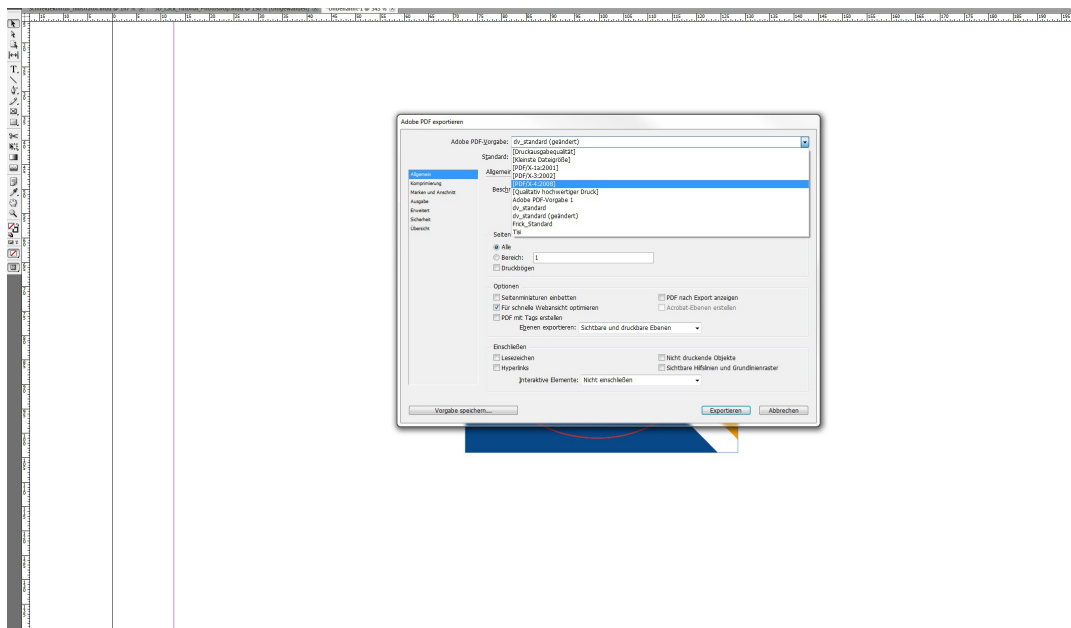 Adobe PDF exportieren
Adobe PDF-Vorgabe: dv_standard (geändert)
[Druckausgabequalität]
Standard: [Kleinste Dateigröße]
[PDF/X-1a:2001]
Allgemein [PDF/X-3:2002]
Allgemein
Komprimierung [PDF/X-4:2008]
Marken und Anschnitt [Qualitativ hochwertiger Druck]
Ausgabe Adobe PDF-Vorgabe 1
Erweitert dv_standard
Sicherheit dv_standard (geändert)
Übersicht Frick_Standard
Seiten
Alle
Bereich: 1
Druckbögen
Optionen
Seitenminiaturen einbetten PDF nach Export anzeigen
Für schnelle Webansicht optimieren Acrobat-Ebenen erstellen
PDF mit Tags erstellen
Ebenen exportieren: Sichtbare und druckbare Ebenen
Einschließen
Lesezeichen Nicht druckende Objekte
Hyperlinks Sichtbare Hilfslinien und Grundlinienraster
Interaktive Elemente: Nicht einschließen
Vorgabe speichern... Exportieren Abbrechen